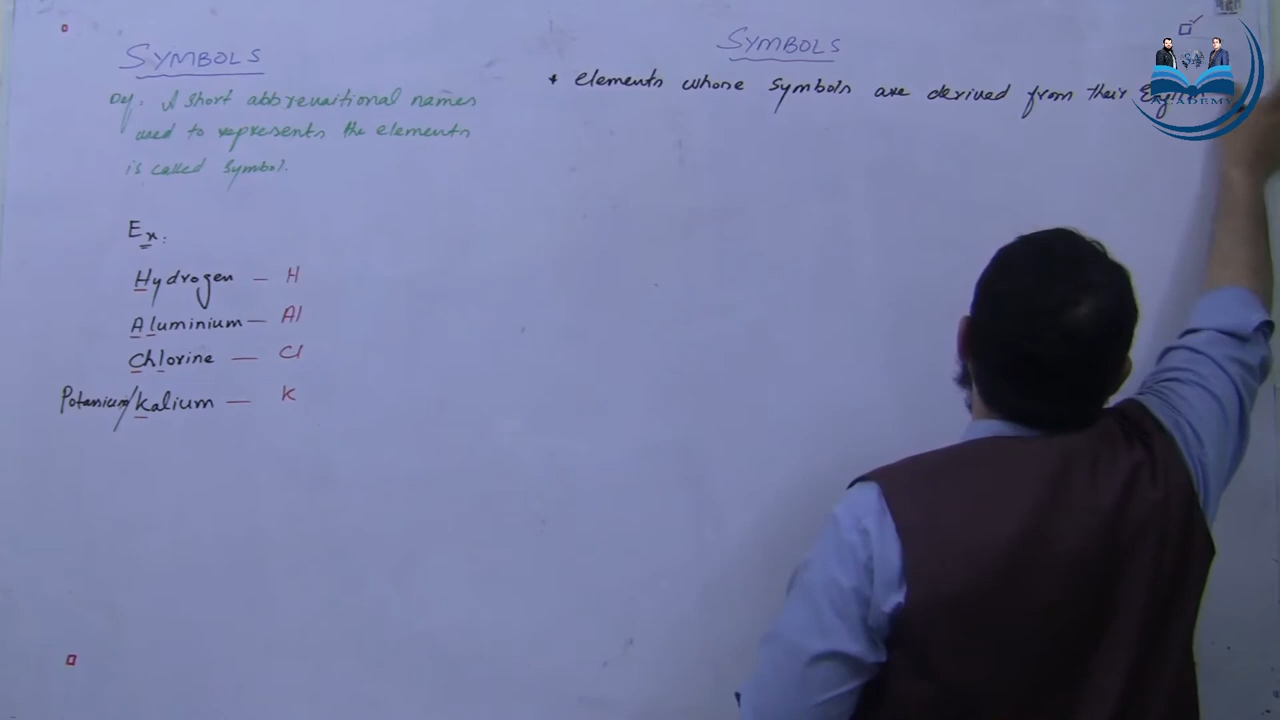 SYMBOLS
Def: A Short abbrevaitional names
used to represents the elements
is called Symbol.
Ex:
Hydrogen — H
Aluminium — Al
Chlorine — Cl
Potassium/Kalium — K
SYMBOLS
* elements whose Symbols are derived from their
ACADEMY